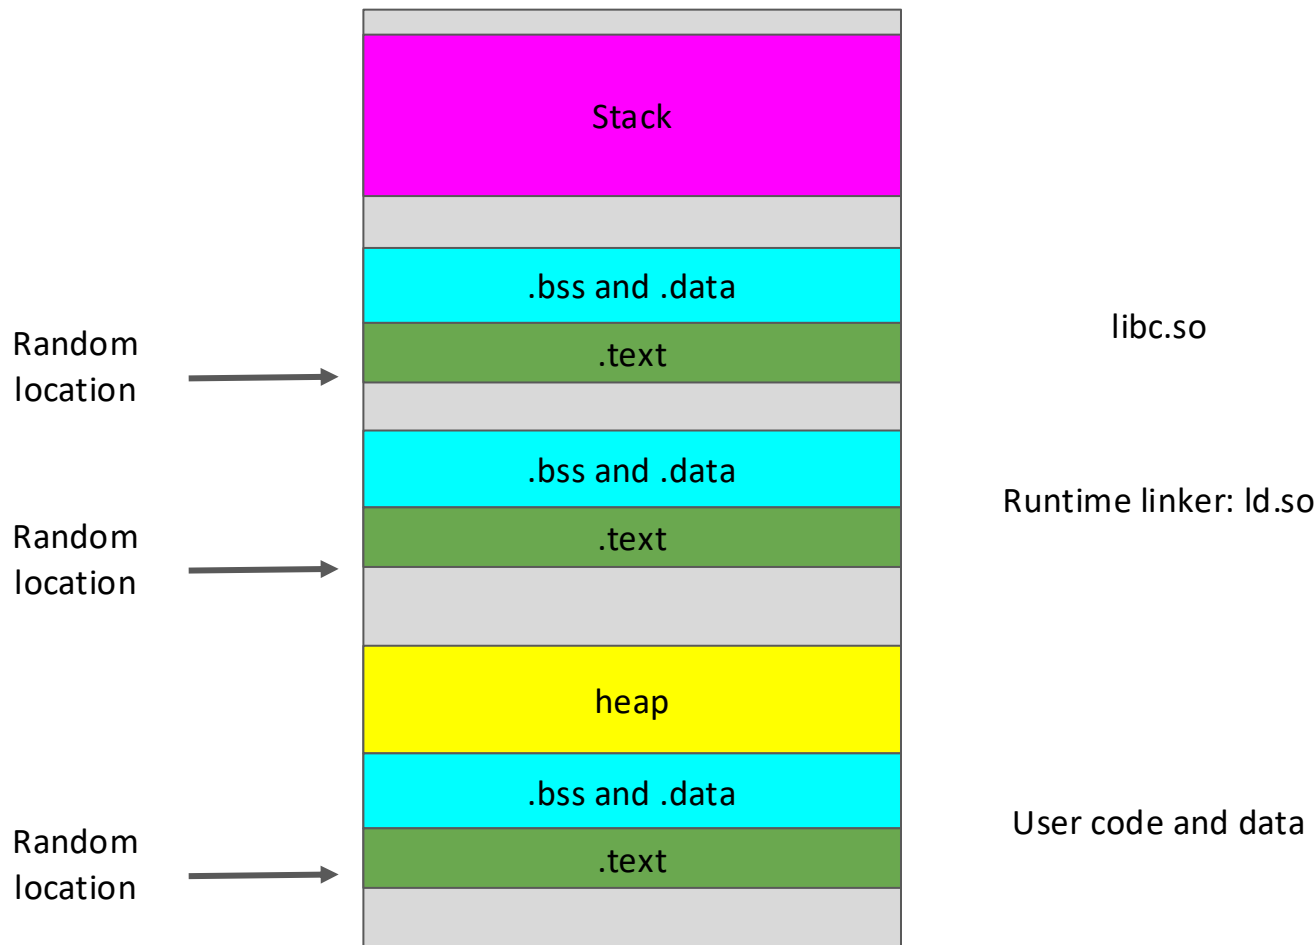 Stack
.bss and .data
libc.so
Random
location
.text
.bss and .data
Runtime linker: ld.so
Random
location
.text
heap
.bss and .data
User code and data
Random
location
.text